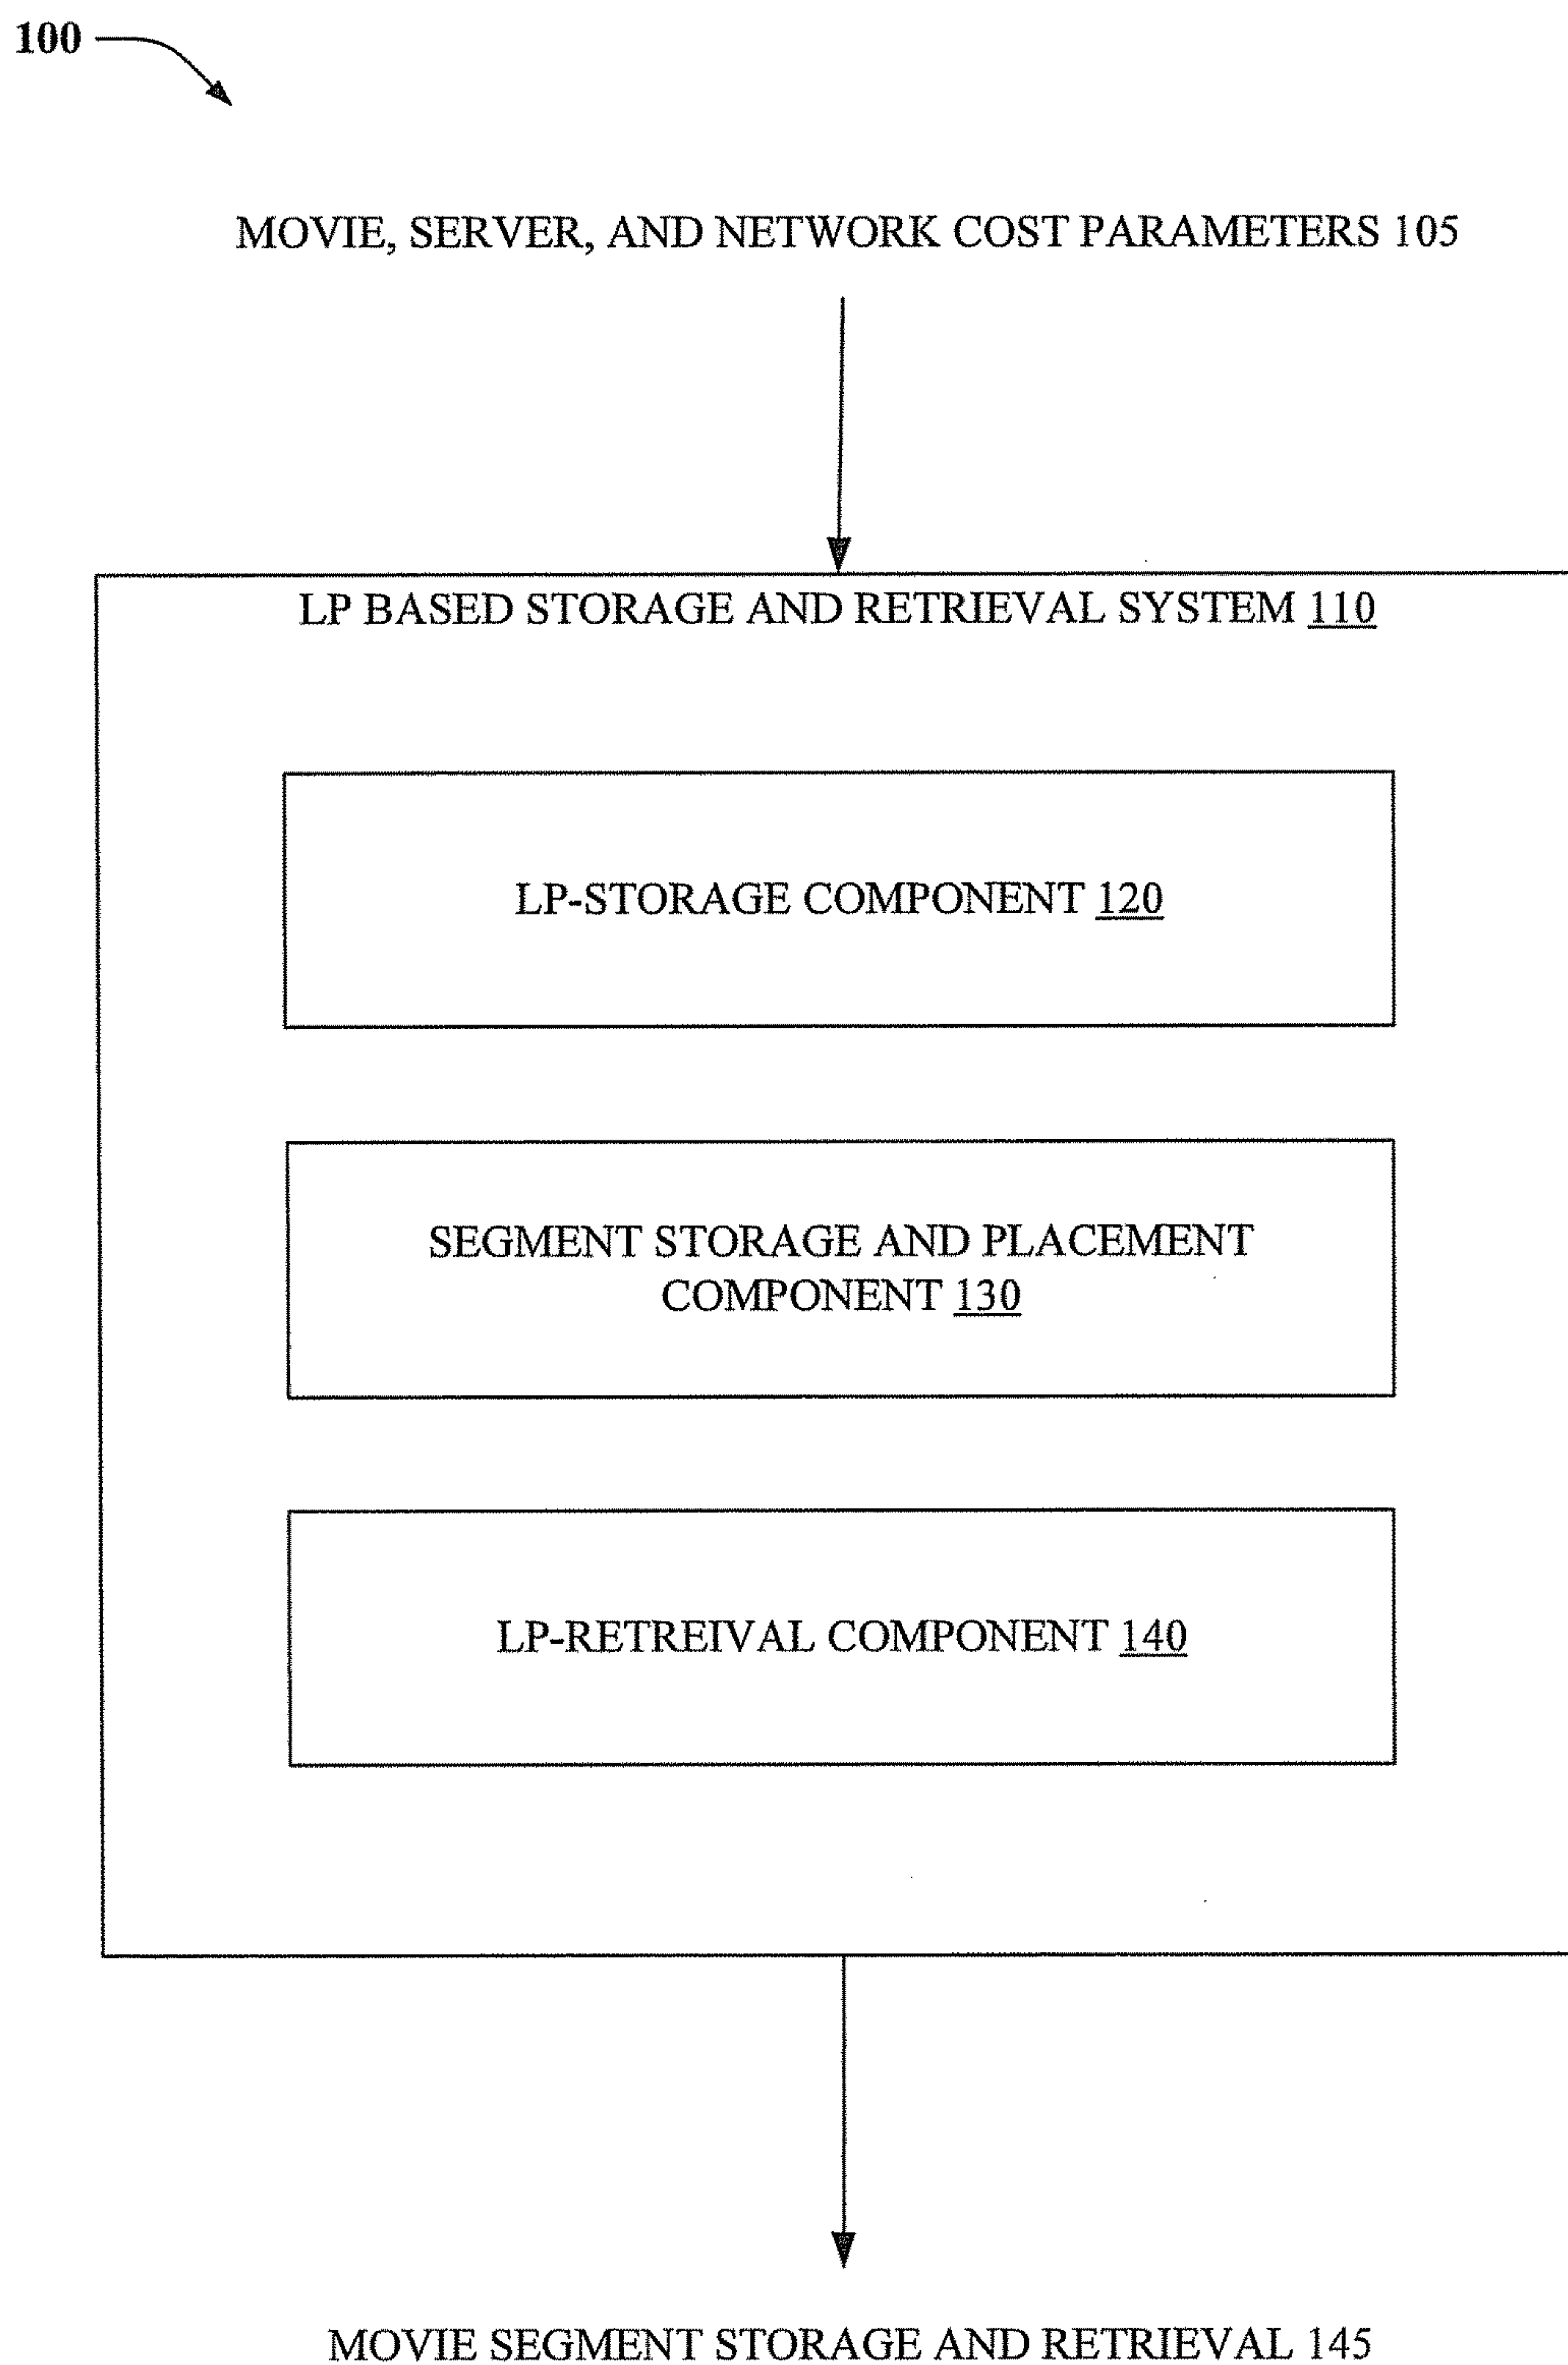 100
MOVIE, SERVER, AND NETWORK COST PARAMETERS 105
LP BASED STORAGE AND RETRIEVAL SYSTEM 110
LP-STORAGE COMPONENT 120
SEGMENT STORAGE AND PLACEMENT
COMPONENT 130
LP-RETREIVAL COMPONENT 140
MOVIE SEGMENT STORAGE AND RETRIEVAL 145